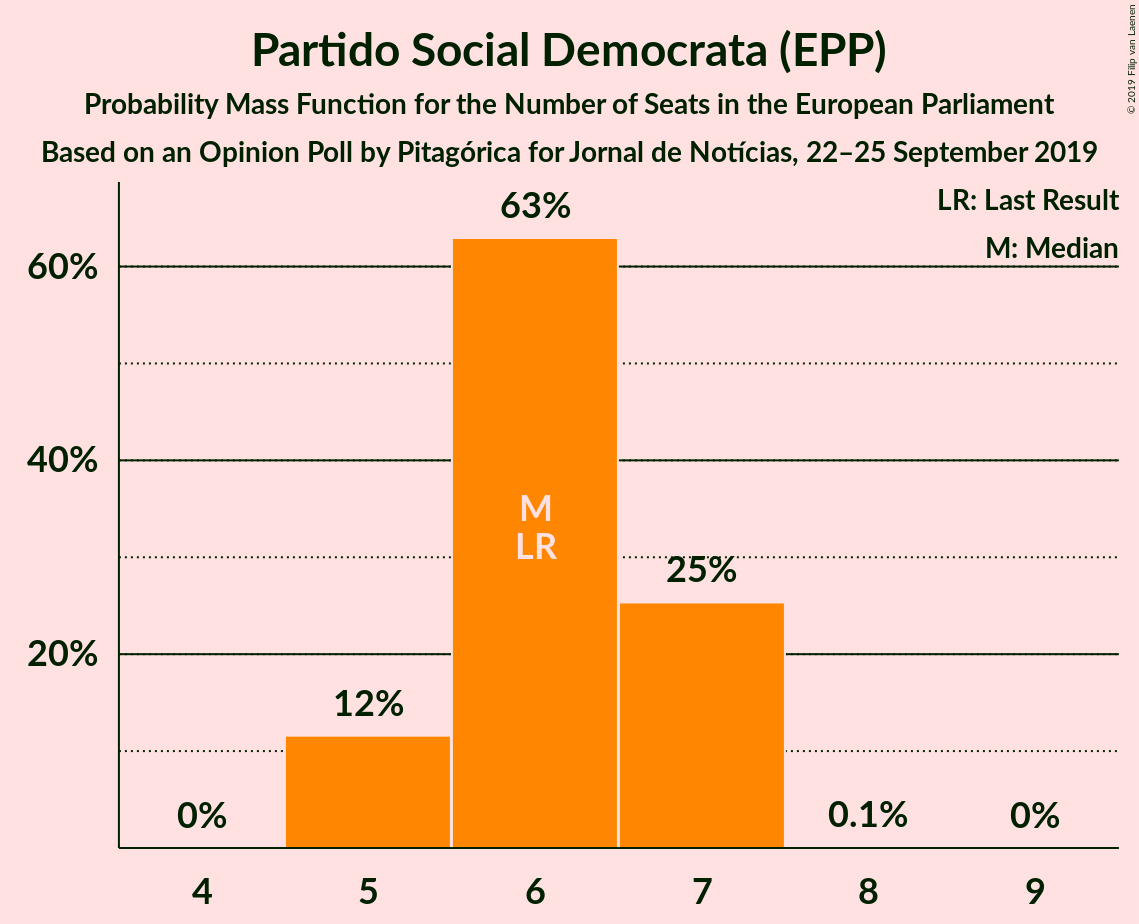 Partido Social Democrata (EPP)
Probability Mass Function for the Number of Seats in the European Parliament
Based on an Opinion Poll by Pitagórica for Jornal de Notícias, 22–25 September 2019
© 2019 Filip van Laenen
LR: Last Result
M: Median
63%
60%
40%
M
LR
25%
20%
12%
0%
0.1%
0%
4 5 6 7 8 9